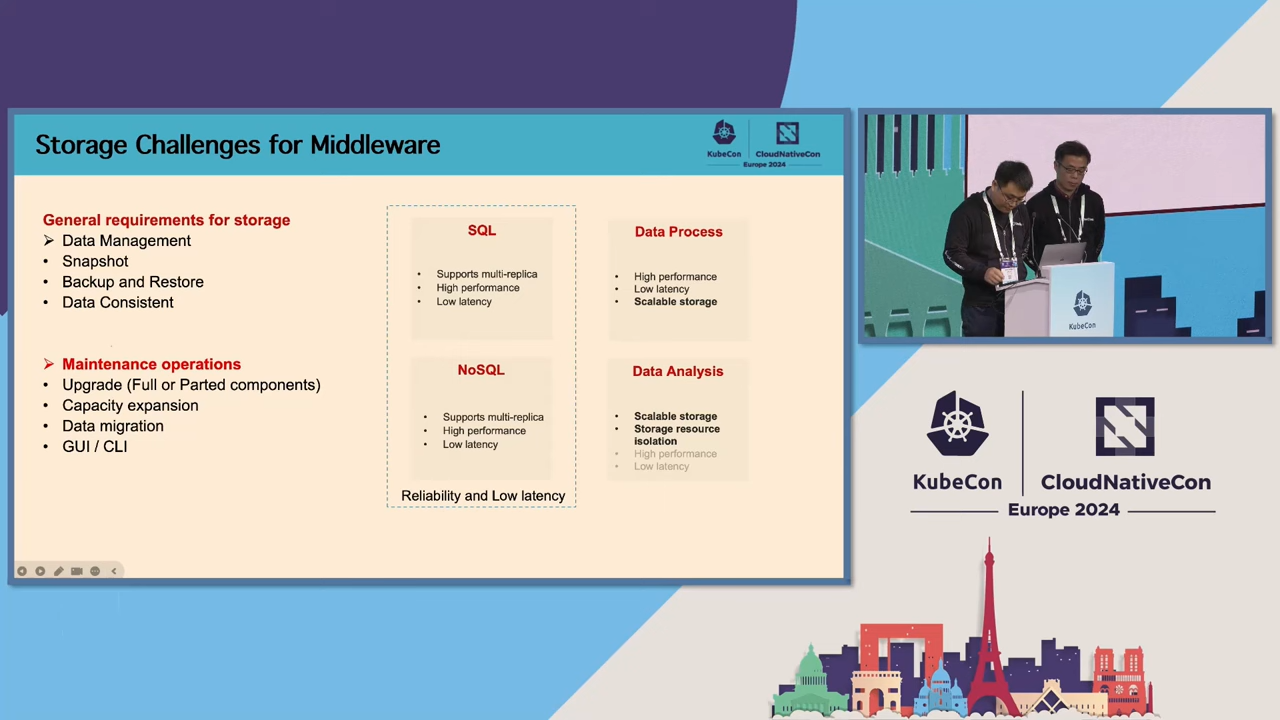 Storage Challenges for Middleware
KubeCon
CloudNativeCon
Europe 2024
General requirements for storage
➢ Data Management
• Snapshot
• Backup and Restore
• Data Consistent
➢ Maintenance operations
• Upgrade (Full or Parted components)
• Capacity expansion
• Data migration
• GUI / CLI
SQL
• Supports multi-replica
• High performance
• Low latency
NoSQL
• Supports multi-replica
• High performance
• Low latency
Reliability and Low latency
Data Process
• High performance
• Low latency
• Scalable storage
Data Analysis
• Scalable storage
• Storage resource
isolation
• High performance
• Low latency
KubeCon
KubeCon
CloudNativeCon
Europe 2024